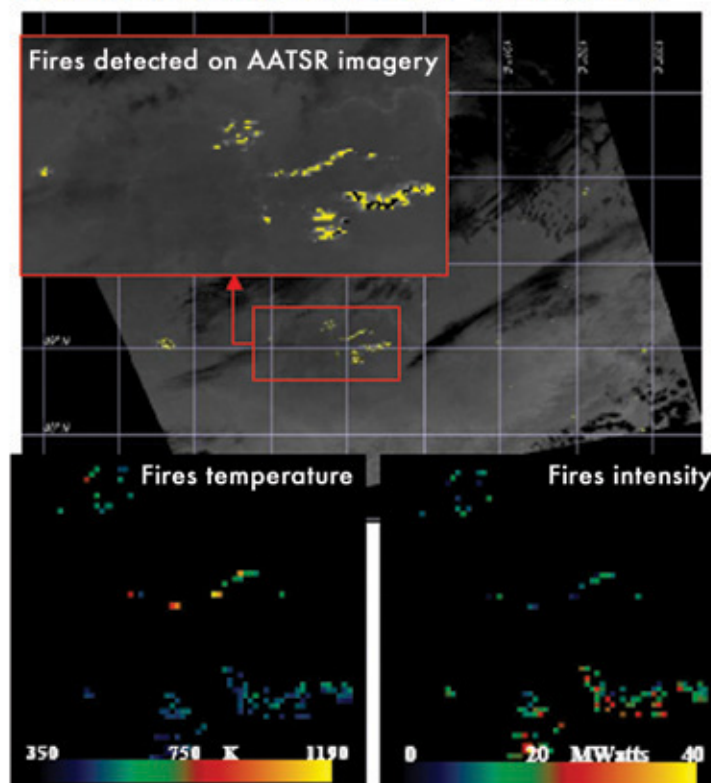 Fires detected on AATSR imagery
Fires temperature
Fires intensity
350 750 K 1190
0 20 MWatts 40